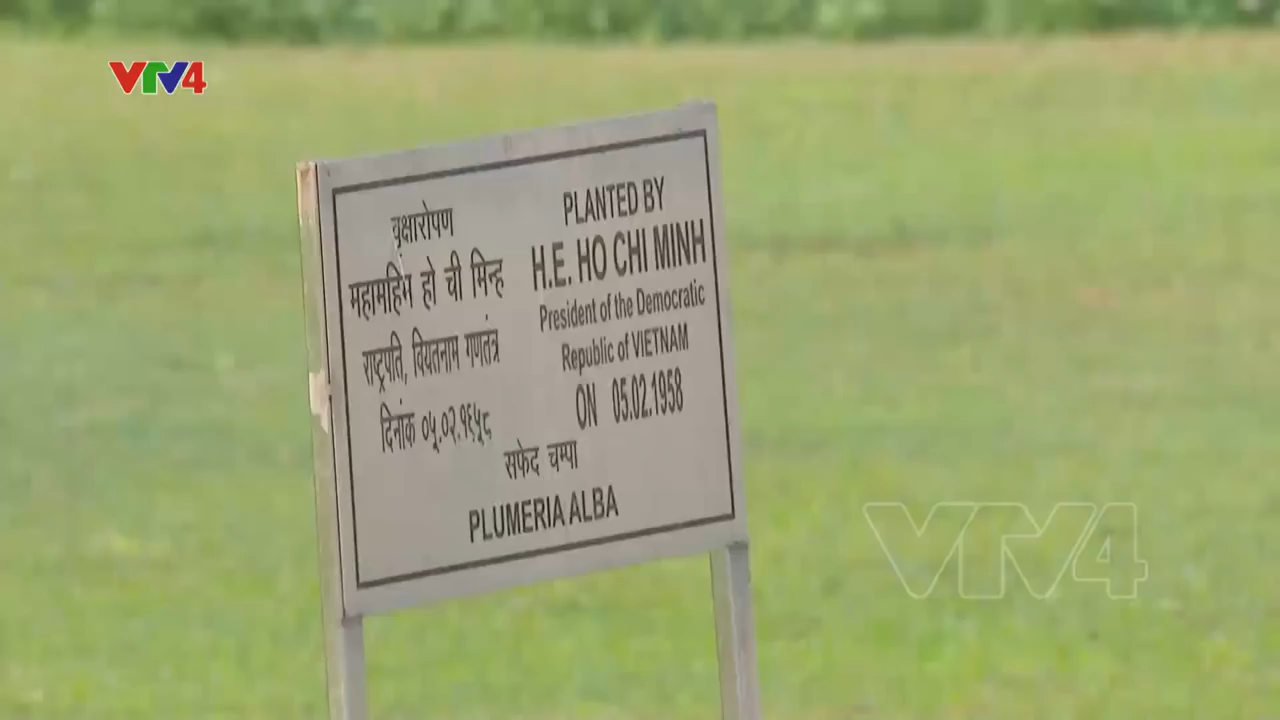 VTV4
वृक्षारोपण
महामहिम हो ची मिन्ह
राष्ट्रपति, वियतनाम गणतंत्र
दिनांक ०५.०२.१९५८
PLANTED BY
H.E. HO CHI MINH
President of the Democratic
Republic of VIETNAM
ON 05.02.1958
सफेद चम्पा
PLUMERIA ALBA
VTV4